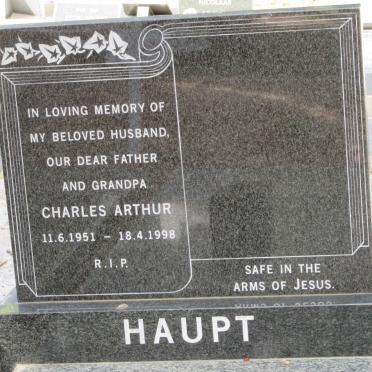 NICOLAAS
IN LOVING MEMORY OF
MY BELOVED HUSBAND,
OUR DEAR FATHER
AND GRANDPA
CHARLES ARTHUR
11.6.1951 – 18.4.1998
R.I.P.
SAFE IN THE
ARMS OF JESUS.
HAUPT